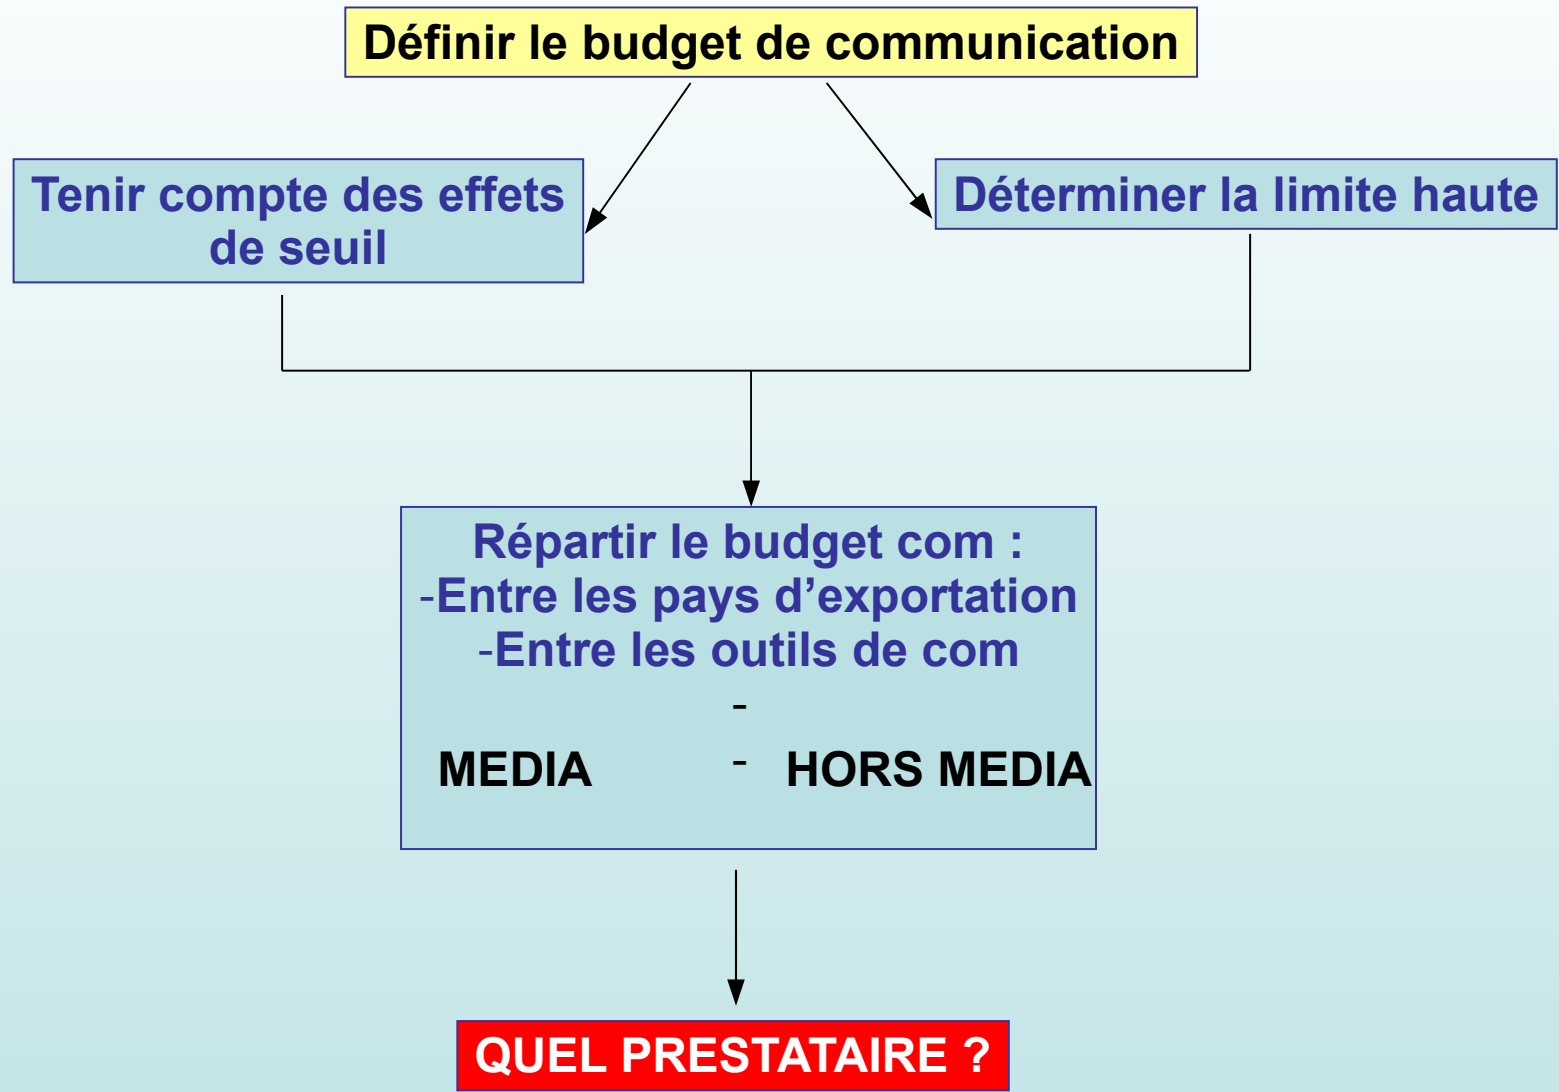 Définir le budget de communication
Tenir compte des effets
de seuil
Déterminer la limite haute
Répartir le budget com :
-Entre les pays d’exportation
-Entre les outils de com
-
-
MEDIA
HORS MEDIA
QUEL PRESTATAIRE ?